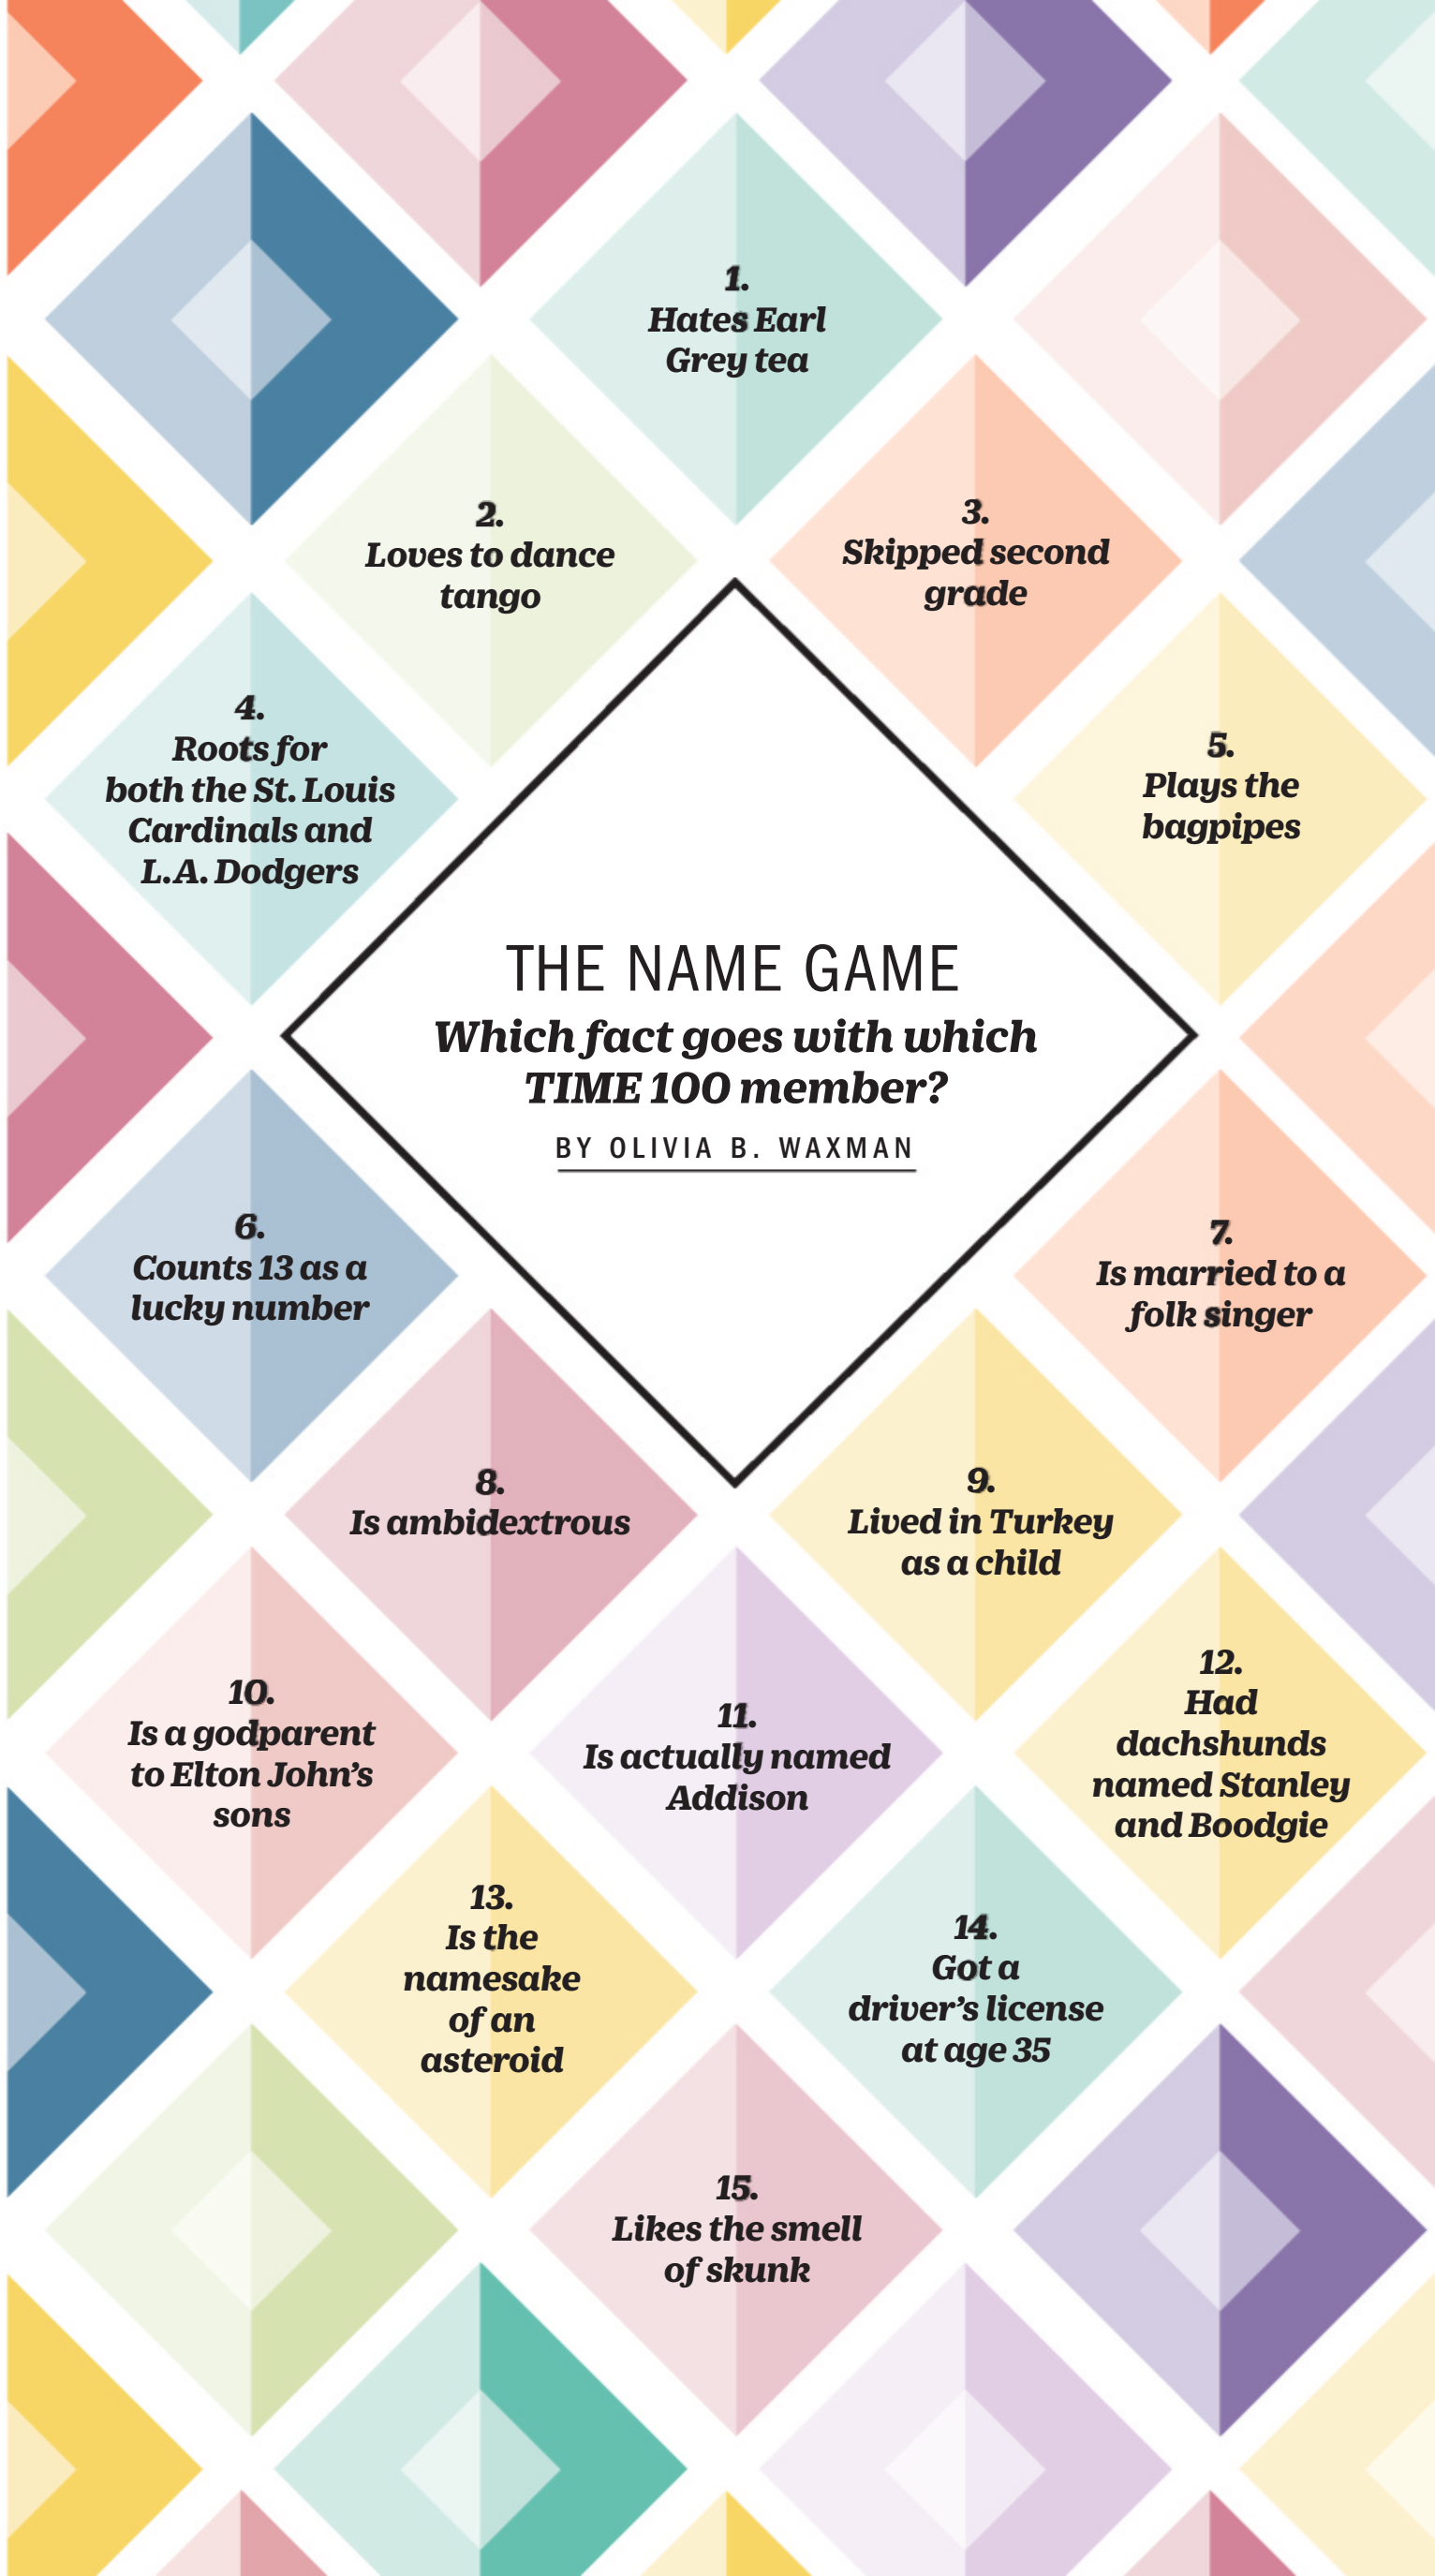 1.
Hates Earl
Grey tea
2.
Loves to dance
tango
3.
Skipped second
grade
4.
Roots for
both the St. Louis
Cardinals and
L.A. Dodgers
5.
Plays the
bagpipes
THE NAME GAME
Which fact goes with which
TIME 100 member?
BY OLIVIA B. WAXMAN
6.
Counts 13 as a
lucky number
7.
Is married to a
folk singer
8.
Is ambidextrous
9.
Lived in Turkey
as a child
10.
Is a godparent
to Elton John’s
sons
11.
Is actually named
Addison
12.
Had
dachshunds
named Stanley
and Boodgie
13.
Is the
namesake
of an
asteroid
14.
Got a
driver’s license
at age 35
15.
Likes the smell
of skunk